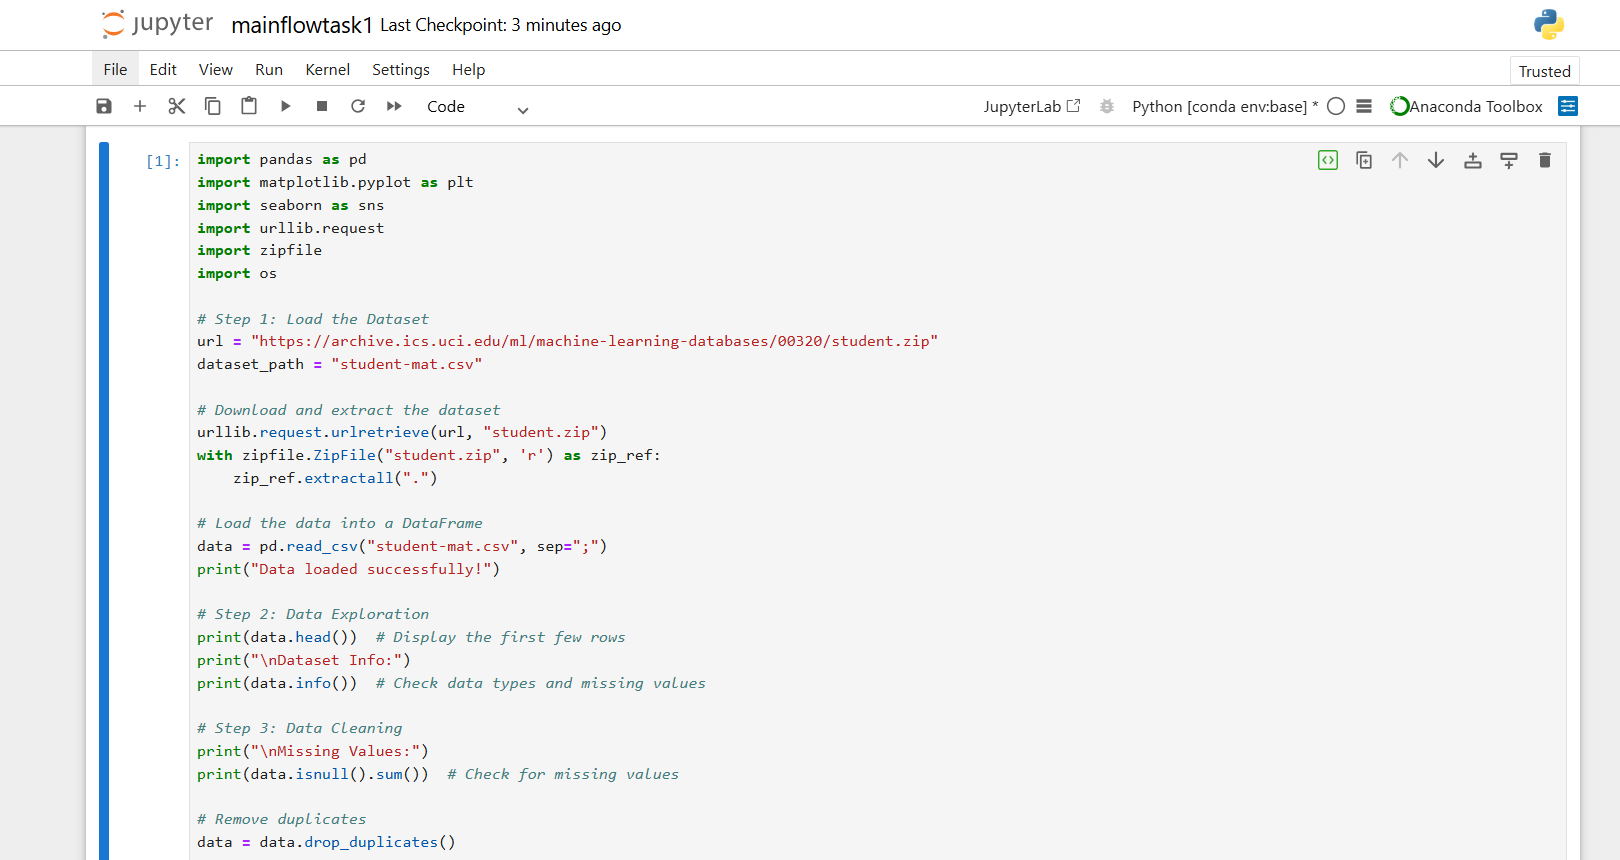 jupyter mainflowtask1 Last Checkpoint: 3 minutes ago
File Edit View Run Kernel Settings Help
Trusted
Code
JupyterLab
Python [conda env:base] *
Anaconda Toolbox
[1]:
import pandas as pd
import matplotlib.pyplot as plt
import seaborn as sns
import urllib.request
import zipfile
import os
# Step 1: Load the Dataset
url = "https://archive.ics.uci.edu/ml/machine-learning-databases/00320/student.zip"
dataset_path = "student-mat.csv"
# Download and extract the dataset
urllib.request.urlretrieve(url, "student.zip")
with zipfile.ZipFile("student.zip", 'r') as zip_ref:
    zip_ref.extractall(".")
# Load the data into a DataFrame
data = pd.read_csv("student-mat.csv", sep=";")
print("Data loaded successfully!")
# Step 2: Data Exploration
print(data.head())  # Display the first few rows
print("\nDataset Info:")
print(data.info())  # Check data types and missing values
# Step 3: Data Cleaning
print("\nMissing Values:")
print(data.isnull().sum())  # Check for missing values
# Remove duplicates
data = data.drop_duplicates()